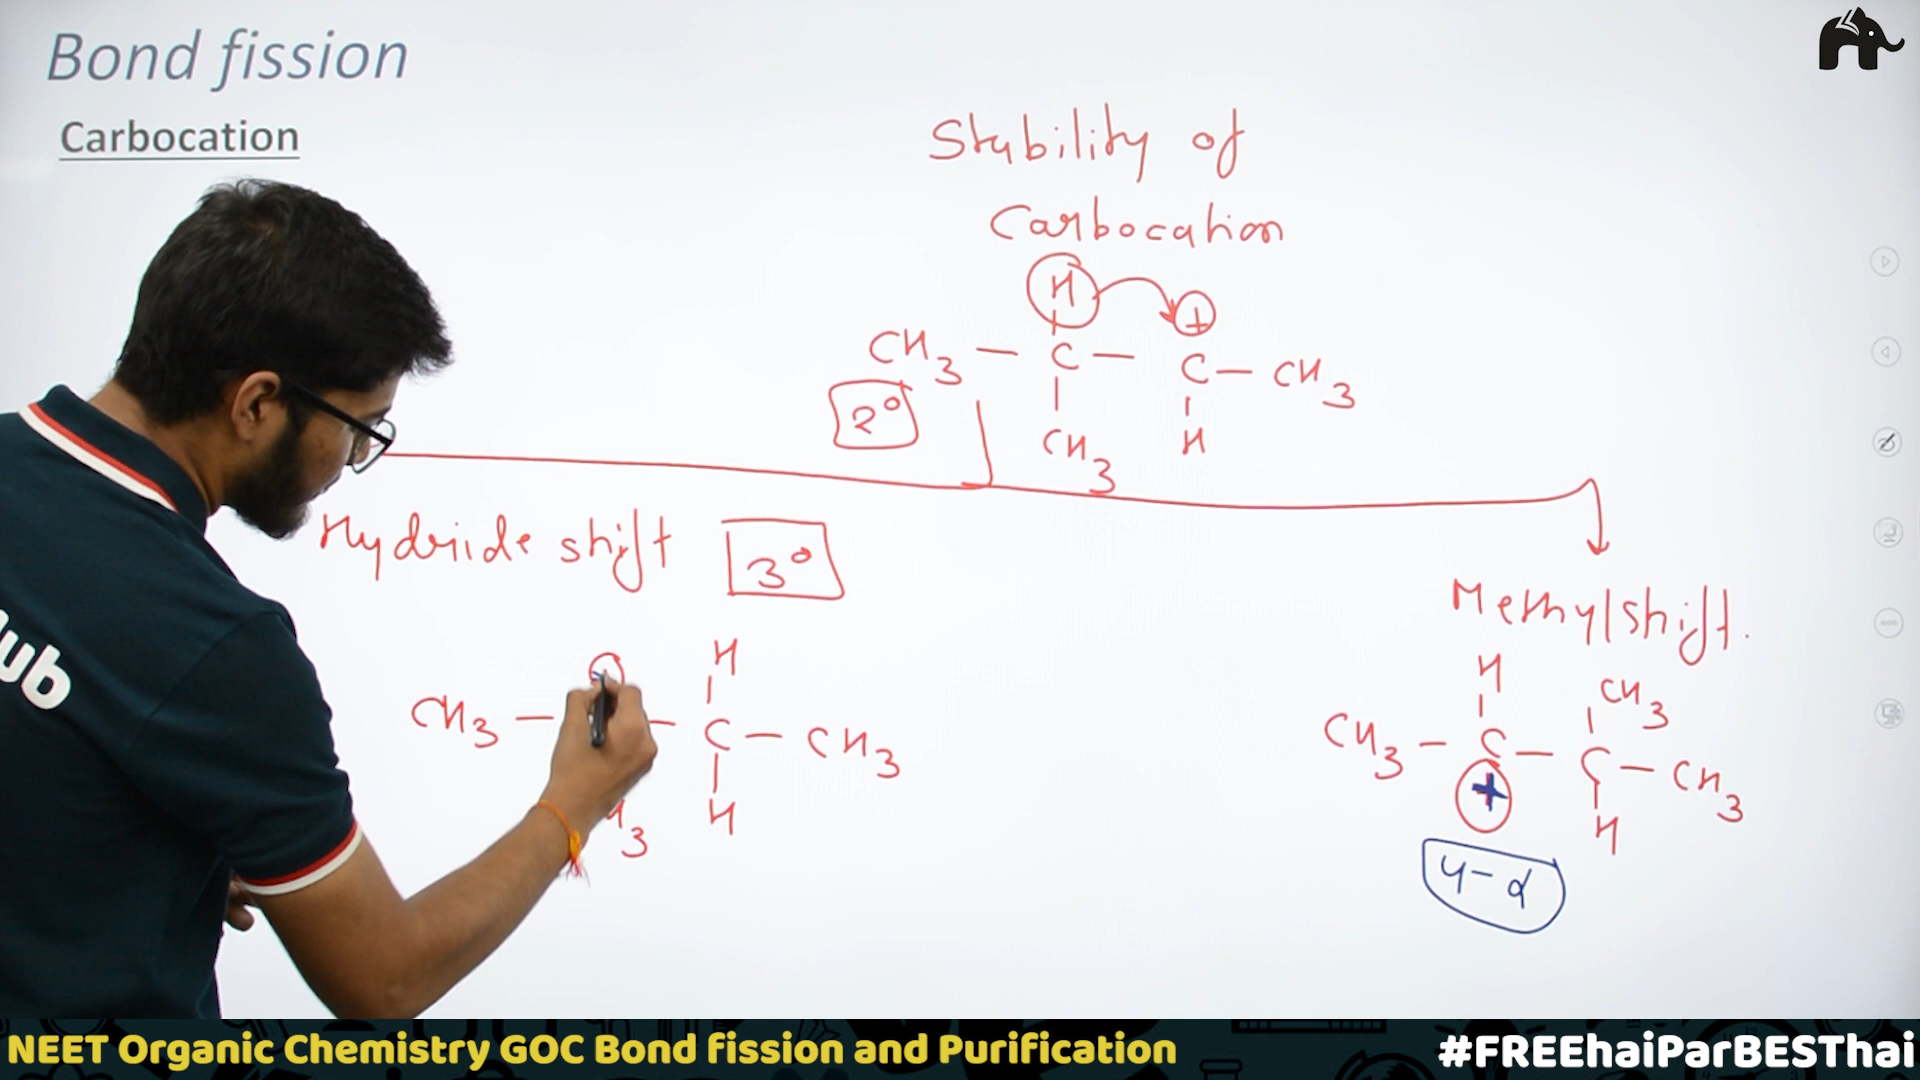 Bond fission
Carbocation
Stability of
Carbocation
H +
CH3 — C — C — CH3
2°
CH3 H
Hydride shift 3°
Methyl shift.
H
CH3 — — C — CH3
H
H3
H CH3
CH3 — C — C — CH3
+
H
4-α
ub
NEET Organic Chemistry GOC Bond fission and Purification
#FREEhaiParBESThai